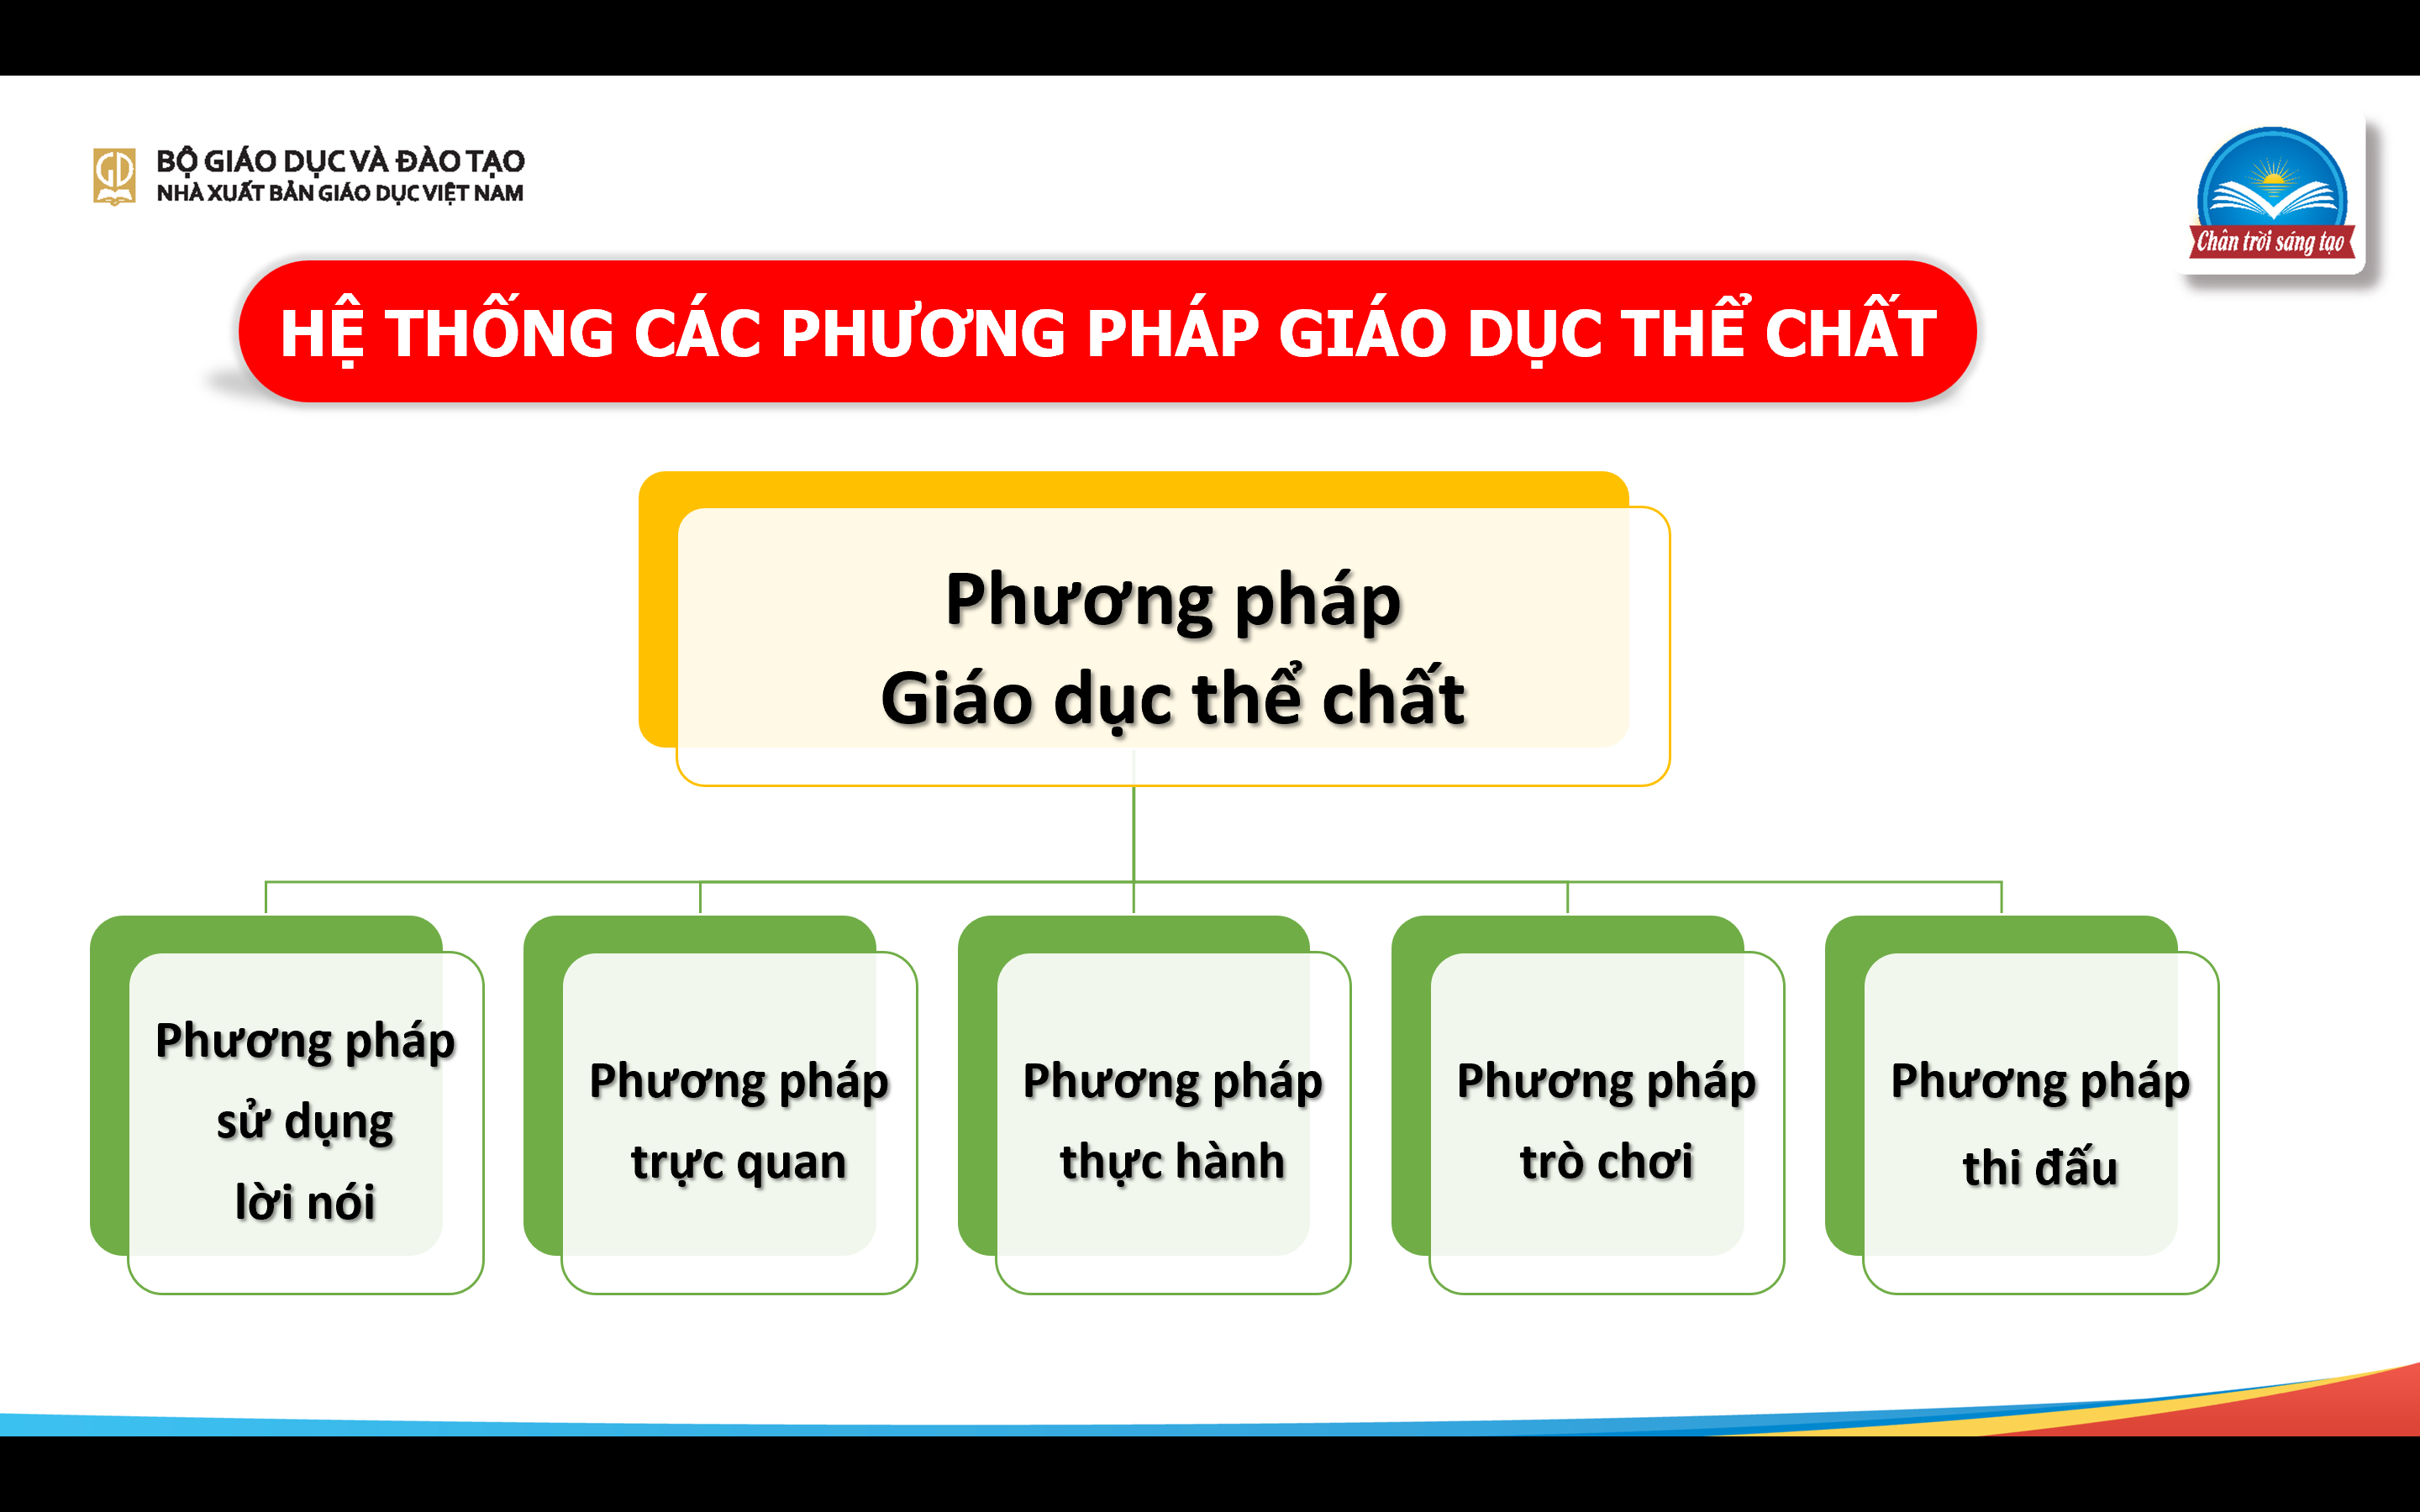 BỘ GIÁO DỤC VÀ ĐÀO TẠO
NHÀ XUẤT BẢN GIÁO DỤC VIỆT NAM
Chân trời sáng tạo
HỆ THỐNG CÁC PHƯƠNG PHÁP GIÁO DỤC THỂ CHẤT
Phương pháp
Giáo dục thể chất
Phương pháp
sử dụng
lời nói
Phương pháp
trực quan
Phương pháp
thực hành
Phương pháp
trò chơi
Phương pháp
thi đấu